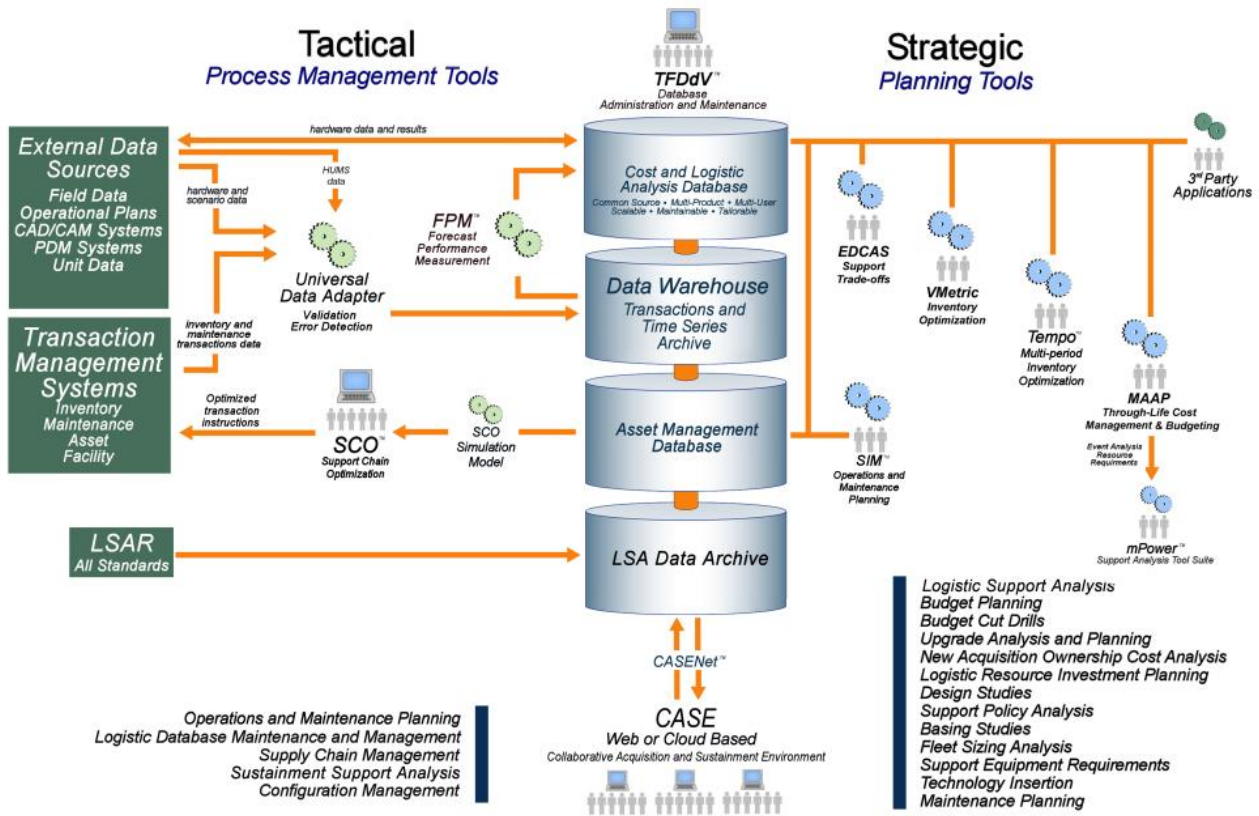 Tactical
Process Management Tools
TFDdV™
Database
Administration and Maintenance
Strategic
Planning Tools
External Data
Sources
Field Data
Operational Plans
CAD/CAM Systems
PDM Systems
Unit Data
hardware data and results
HUMS
data
hardware and
scenario data
Universal
Data Adapter
Validation
Error Detection
FPM™
Forecast
Performance
Measurement
Cost and Logistic
Analysis Database
Common Source • Multi-Product • Multi-User
Scalable • Maintainable • Tailorable
Data Warehouse
Transactions and
Time Series
Archive
Transaction
Management
Systems
Inventory
Maintenance
Asset
Facility
inventory and
maintenance
transactions data
Optimized
transaction
instructions
SCO™
Support Chain
Optimization
SCO
Simulation
Model
Asset Management
Database
LSAR
All Standards
LSA Data Archive
CASENet™
CASE
Web or Cloud Based
Collaborative Acquisition and Sustainment Environment
3rd Party
Applications
EDCAS
Support
Trade-offs
VMetric
Inventory
Optimization
Tempo™
Multi-period
Inventory
Optimization
MAAP
Through-Life Cost
Management & Budgeting
Event Analysis
Resource
Requirments
SIM™
Operations and
Maintenance
Planning
mPower™
Support Analysis Tool Suite
Operations and Maintenance Planning
Logistic Database Maintenance and Management
Supply Chain Management
Sustainment Support Analysis
Configuration Management
Logistic Support Analysis
Budget Planning
Budget Cut Drills
Upgrade Analysis and Planning
New Acquisition Ownership Cost Analysis
Logistic Resource Investment Planning
Design Studies
Support Policy Analysis
Basing Studies
Fleet Sizing Analysis
Support Equipment Requirements
Technology Insertion
Maintenance Planning